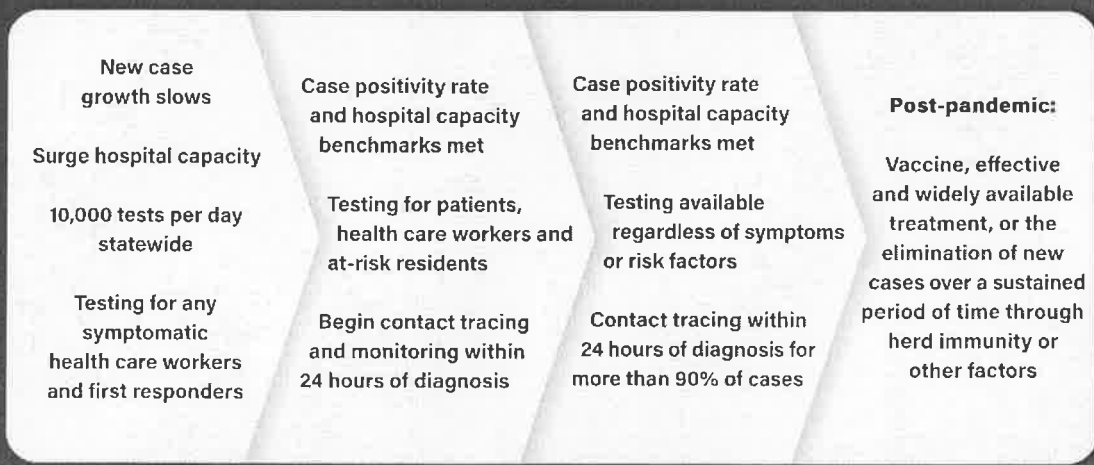 New case
growth slows
Surge hospital capacity
10,000 tests per day
statewide
Testing for any
symptomatic
health care workers
and first responders
Case positivity rate
and hospital capacity
benchmarks met
Testing for patients,
health care workers and
at-risk residents
Begin contact tracing
and monitoring within
24 hours of diagnosis
Case positivity rate
and hospital capacity
benchmarks met
Testing available
regardless of symptoms
or risk factors
Contact tracing within
24 hours of diagnosis for
more than 90% of cases
Post-pandemic:
Vaccine, effective
and widely available
treatment, or the
elimination of new
cases over a sustained
period of time through
herd immunity or
other factors